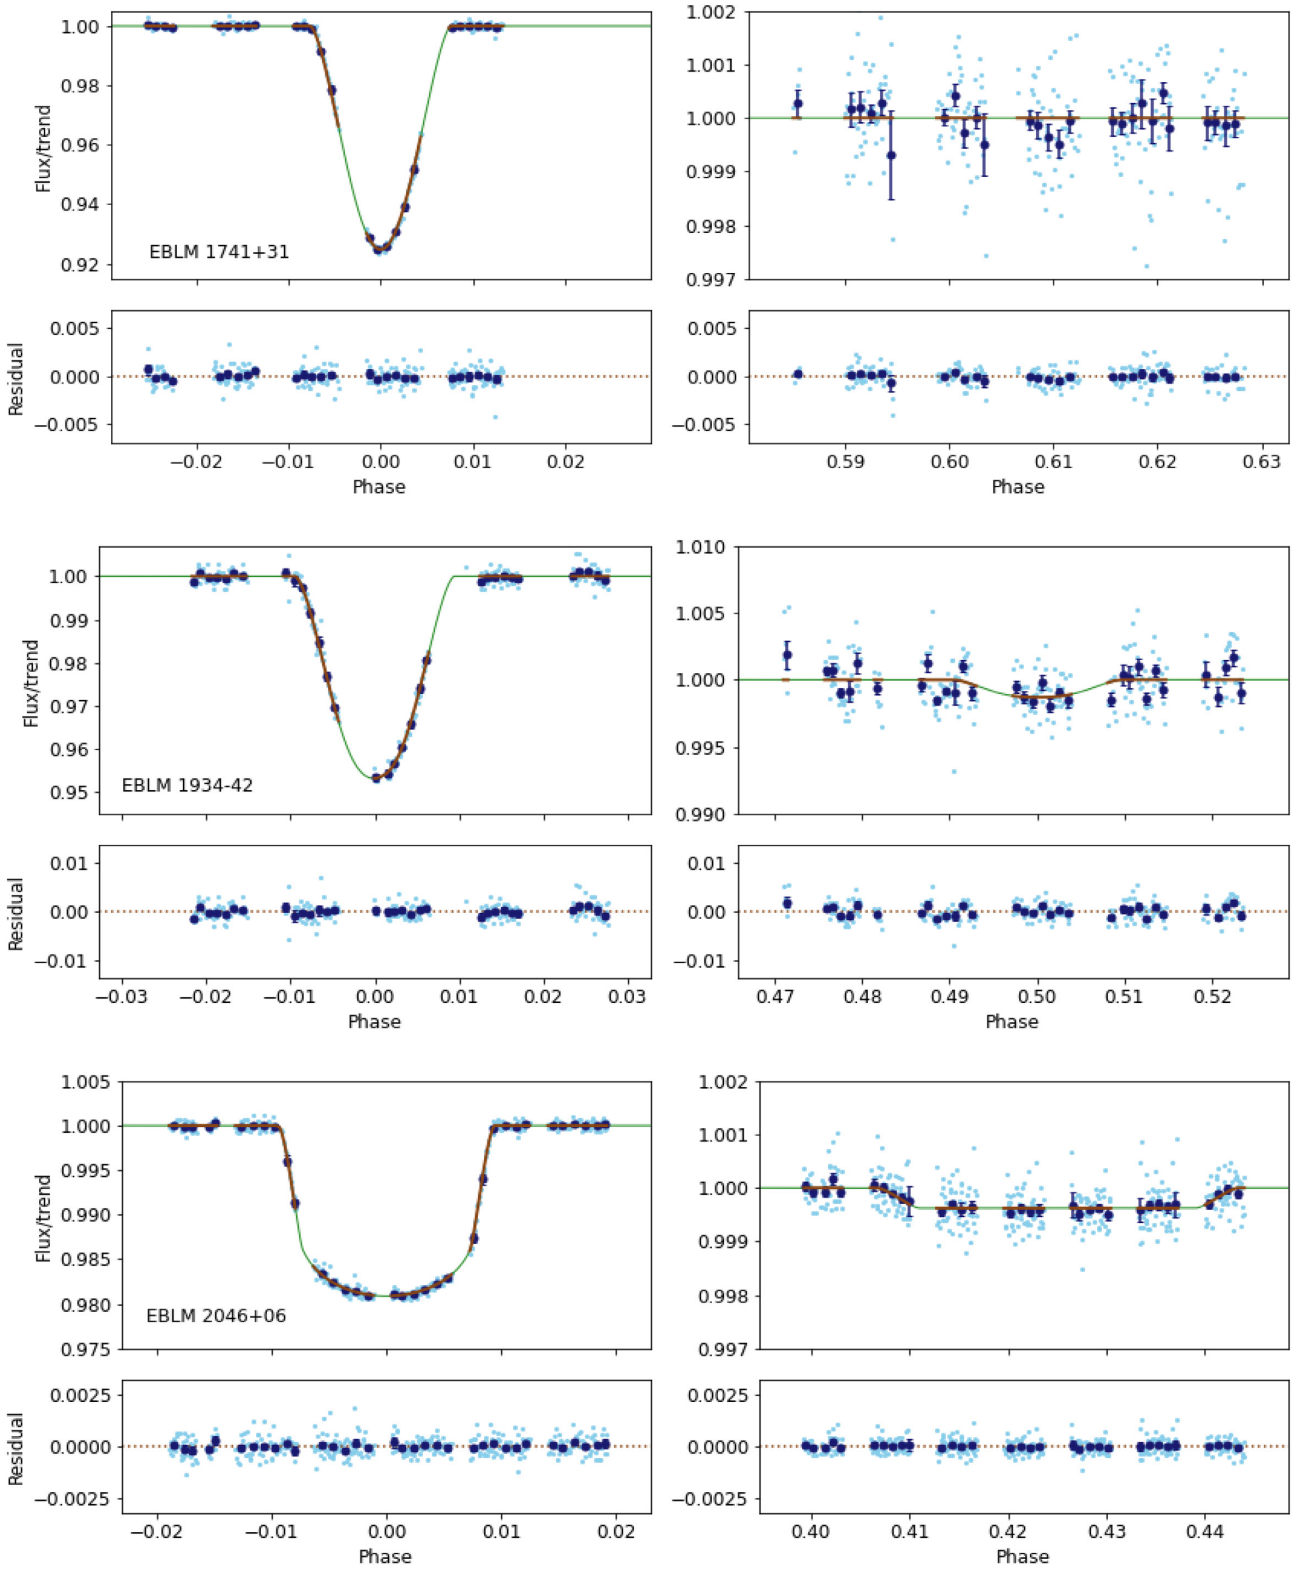 1.00
0.98
0.96
0.94
0.92
Flux/trend
EBLM 1741+31
1.002
1.001
1.000
0.999
0.998
0.997
0.005
0.000
−0.005
Residual
−0.02 −0.01 0.00 0.01 0.02
Phase
0.005
0.000
−0.005
0.59 0.60 0.61 0.62 0.63
Phase
1.00
0.99
0.98
0.97
0.96
0.95
Flux/trend
EBLM 1934-42
1.010
1.005
1.000
0.995
0.990
0.01
0.00
−0.01
Residual
−0.03 −0.02 −0.01 0.00 0.01 0.02 0.03
Phase
0.01
0.00
−0.01
0.47 0.48 0.49 0.50 0.51 0.52
Phase
1.005
1.000
0.995
0.990
0.985
0.980
0.975
Flux/trend
EBLM 2046+06
1.002
1.001
1.000
0.999
0.998
0.997
0.0025
0.0000
−0.0025
Residual
−0.02 −0.01 0.00 0.01 0.02
Phase
0.0025
0.0000
−0.0025
0.40 0.41 0.42 0.43 0.44
Phase